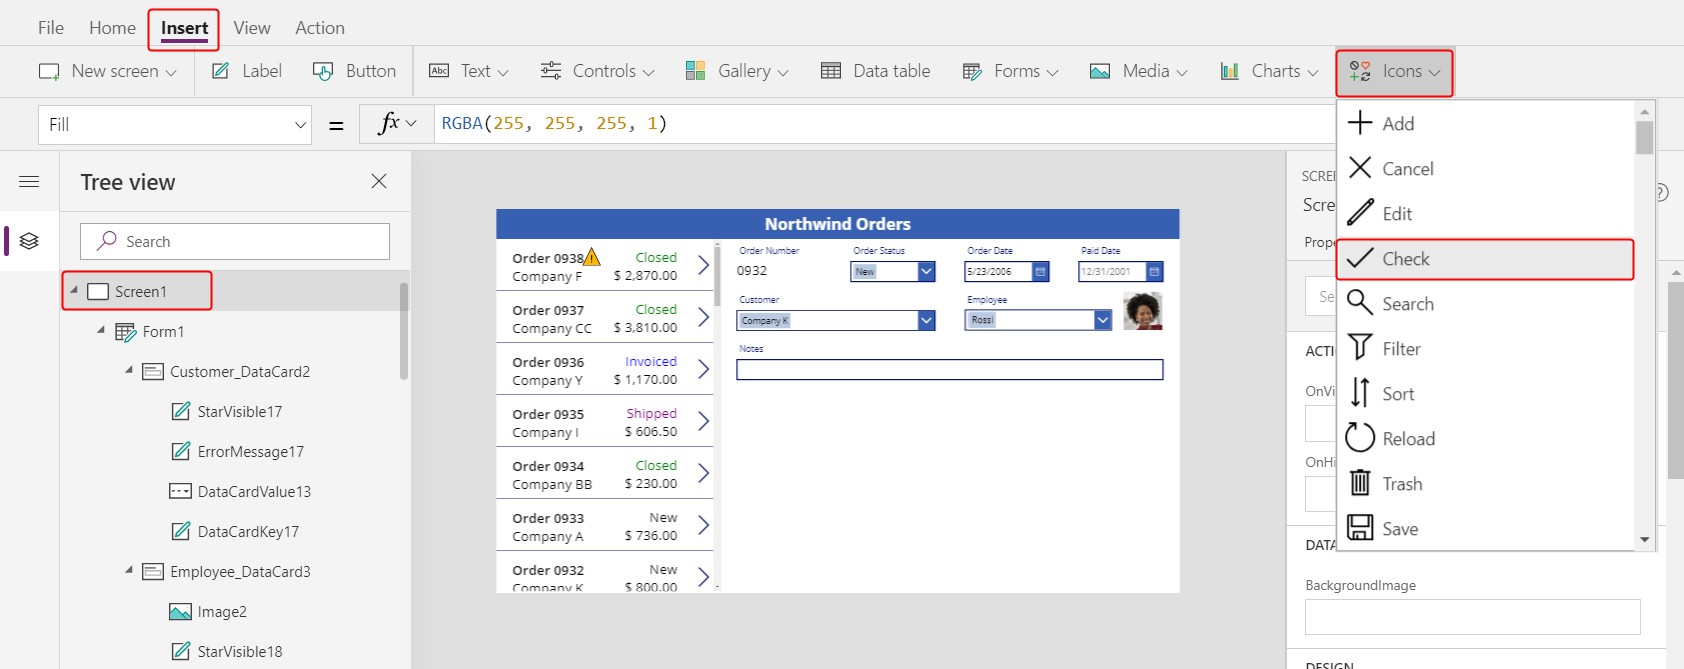 File Home Insert View Action
New screen Label Button Abc Text Controls Gallery Data table Forms Media Charts Icons
Fill = fx RGBA(255, 255, 255, 1)
Tree view
Search
Screen1
Form1
Customer_DataCard2
StarVisible17
ErrorMessage17
DataCardValue13
DataCardKey17
Employee_DataCard3
Image2
StarVisible18
Northwind Orders
Order 0938 Closed
Company F $ 2,870.00
Order 0937 Closed
Company CC $ 3,810.00
Order 0936 Invoiced
Company Y $ 1,170.00
Order 0935 Shipped
Company I $ 606.50
Order 0934 Closed
Company BB $ 230.00
Order 0933 New
Company A $ 736.00
Order 0932 New
Company K $ 800.00
Order Number Order Status Order Date Paid Date
0932 New 5/23/2006 12/31/2001
Customer Employee
Company K Rossi
Notes
Add
Cancel
Edit
Check
Search
Filter
Sort
Reload
Trash
Save
SCREE
Scre
Prope
Se
ACTI
OnVi
OnHi
DATA
BackgroundImage
DESIGN